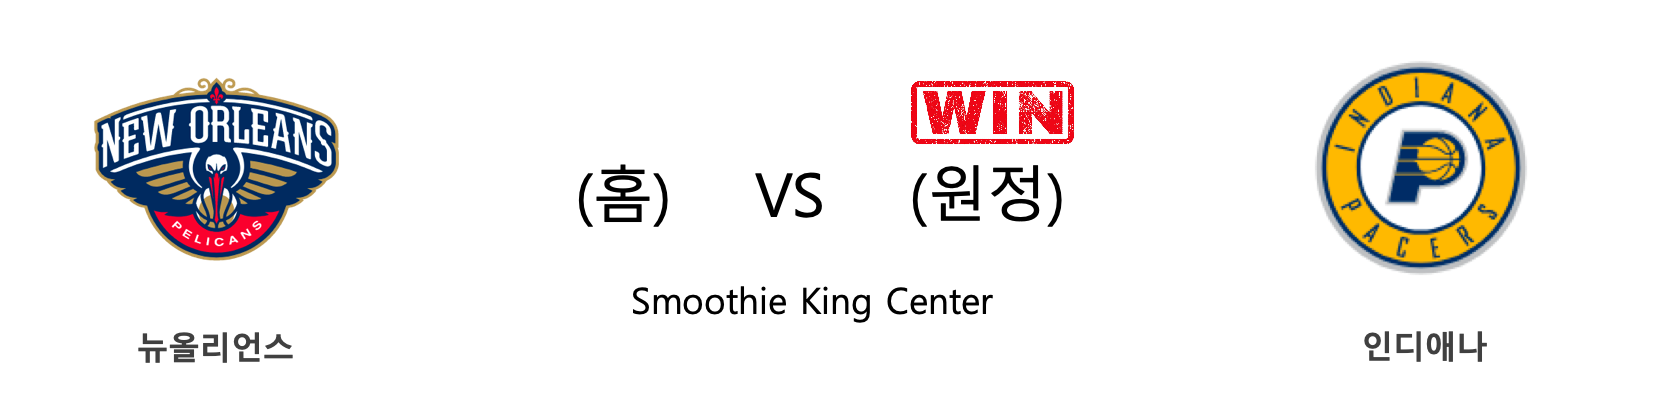 NEW ORLEANS
PELICANS
뉴올리언스
WIN
(홈) VS (원정)
Smoothie King Center
INDIANA
P
PACERS
인디애나